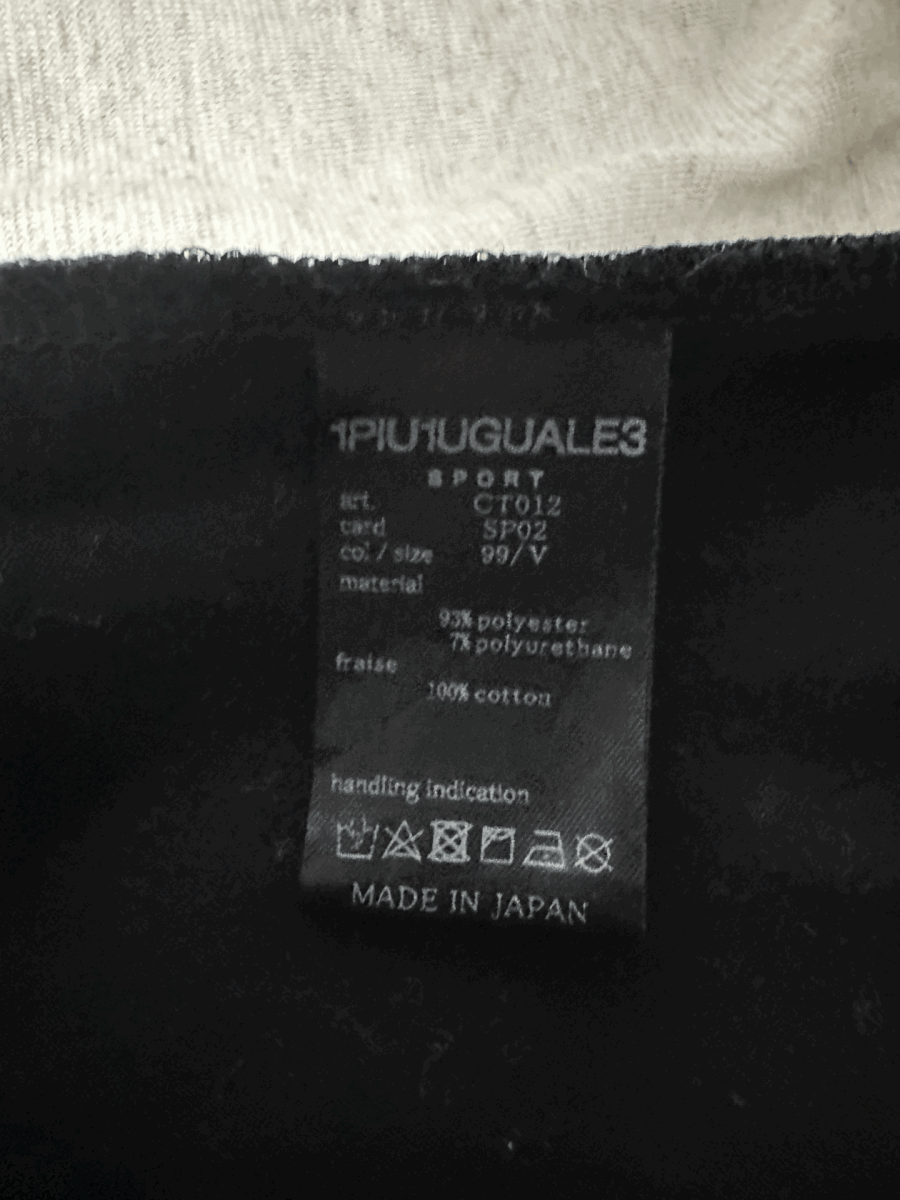 1PIU1UGUALE3
SPORT
art. CT012
card SP02
col / size 99/V
material
93% polyester
7% polyurethane
fraise
100% cotton
handling indication
MADE IN JAPAN